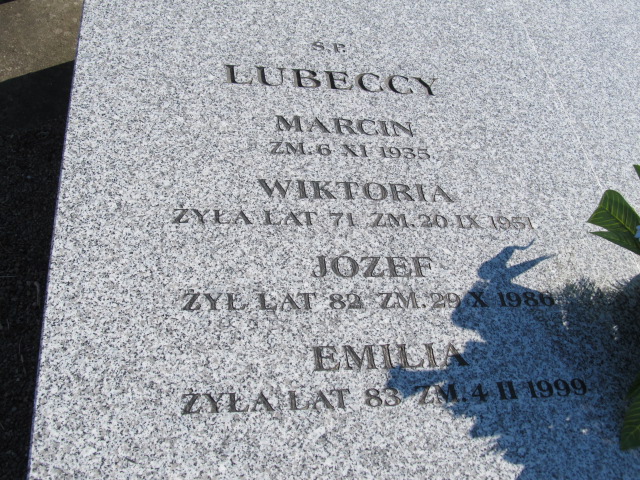 Ś.P.
LUBECCY
MARCIN
ZM. 6 XI 1935.
WIKTORIA
ŻYŁA LAT 71 ZM. 20 IX 1951
JÓZEF
ŻYŁ LAT 82 ZM. 29 X 1986
EMILIA
ŻYŁA LAT 83 ZM. 4 II 1999